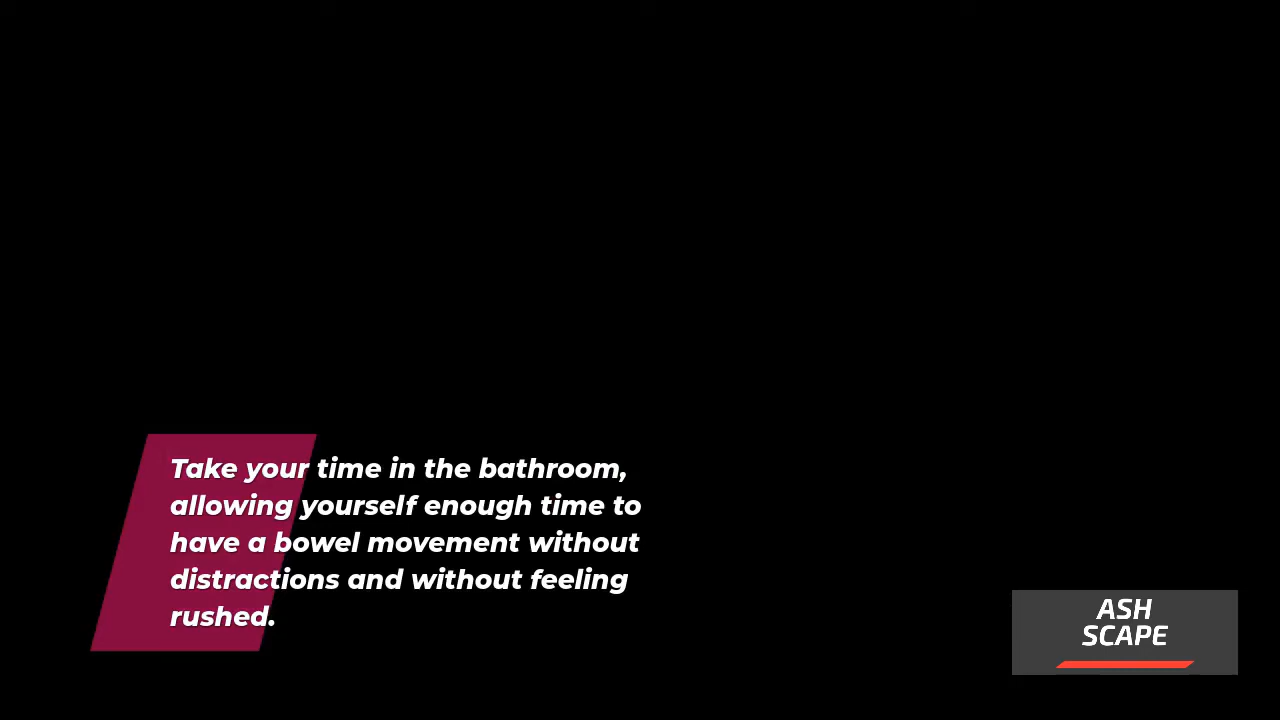 Take your time in the bathroom,
allowing yourself enough time to
have a bowel movement without
distractions and without feeling
rushed.
ASH
SCAPE